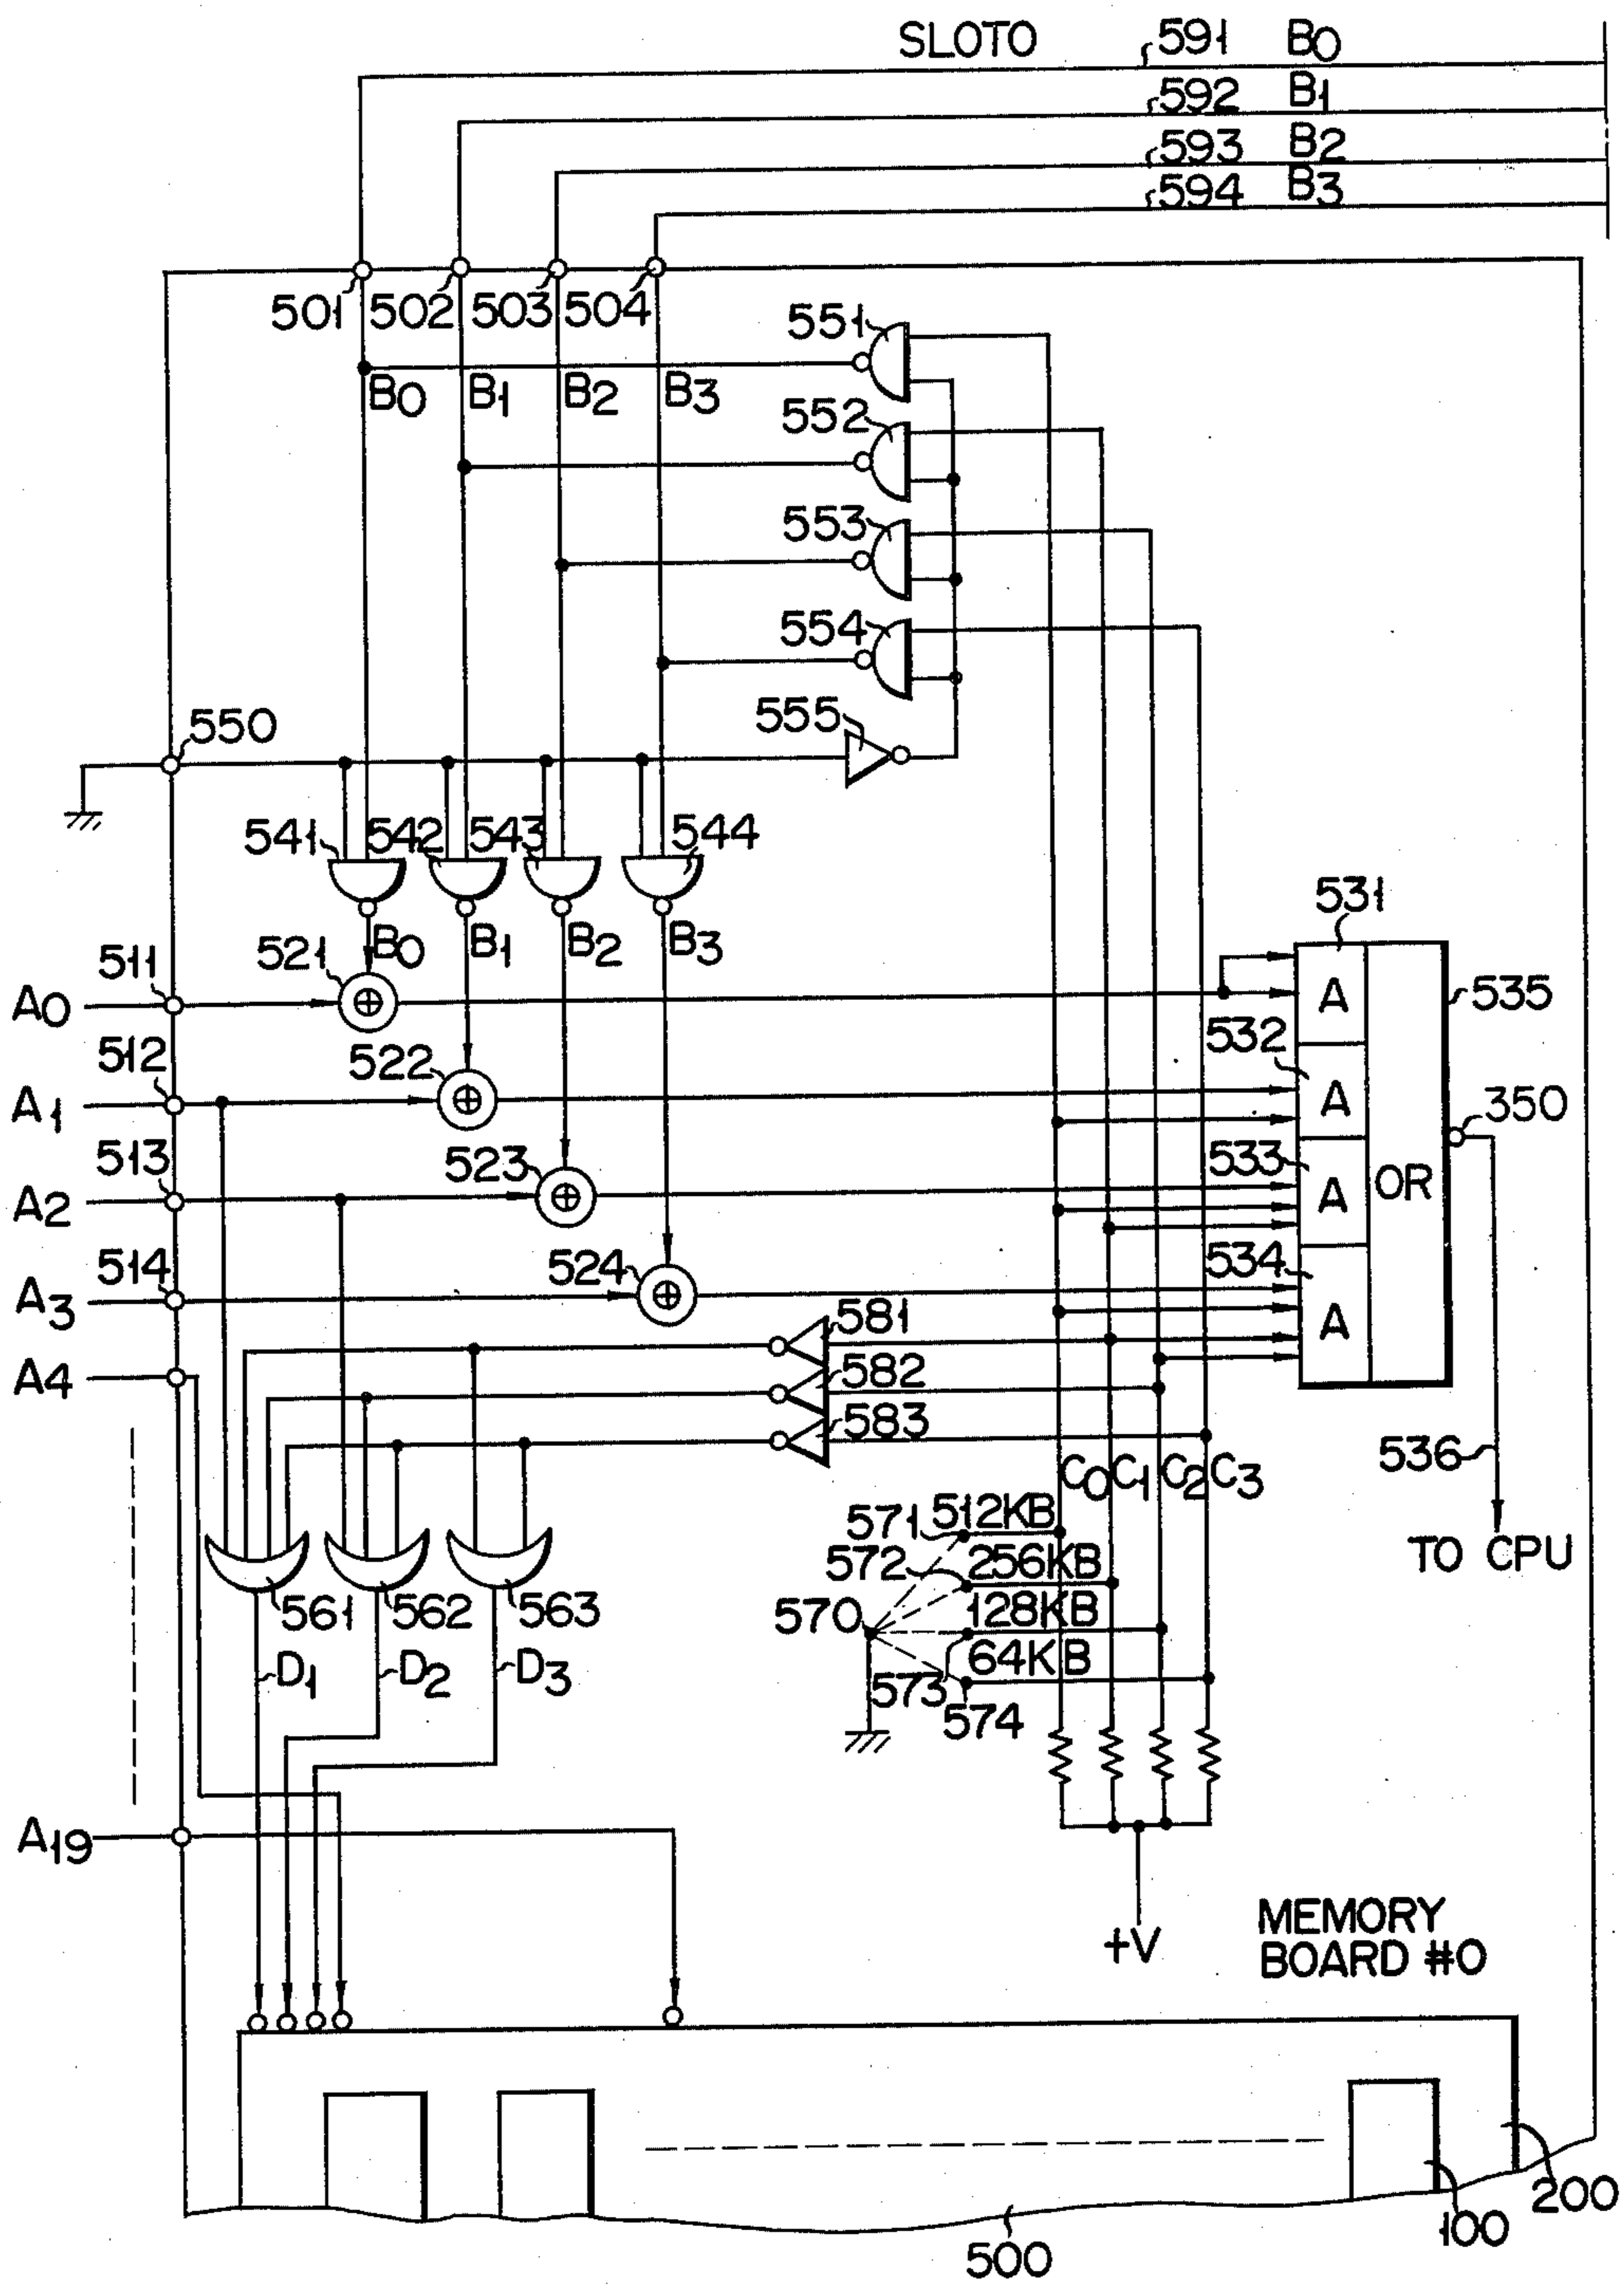 SLOTO
591 B0
592 B1
593 B2
594 B3
501 502 503 504
551
B0 B1 B2 B3
552
553
554
555
550
541 542 543 544
B0 B1 B2 B3
531
521
511
A0
A
535
532
522
512
A1
A
350
533
523
513
A2
A
OR
534
524
514
A3
A
581
A4
582
583
536
C0 C1 C2 C3
571 512KB
572 256KB
TO CPU
561 562 563
570
128KB
64KB
573
574
D1 D2 D3
A19
+V
MEMORY
BOARD #0
200
100
500